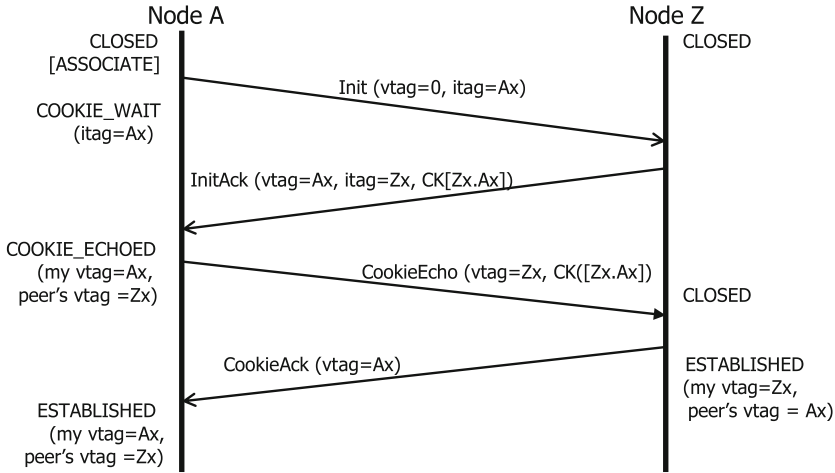 Node A
Node Z
CLOSED
[ASSOCIATE]
CLOSED
Init (vtag=0, itag=Ax)
COOKIE_WAIT
(itag=Ax)
InitAck (vtag=Ax, itag=Zx, CK[Zx.Ax])
COOKIE_ECHOED
(my vtag=Ax,
peer’s vtag =Zx)
CookieEcho (vtag=Zx, CK([Zx.Ax])
CLOSED
CookieAck (vtag=Ax)
ESTABLISHED
(my vtag=Zx,
peer’s vtag = Ax)
ESTABLISHED
(my vtag=Ax,
peer’s vtag =Zx)